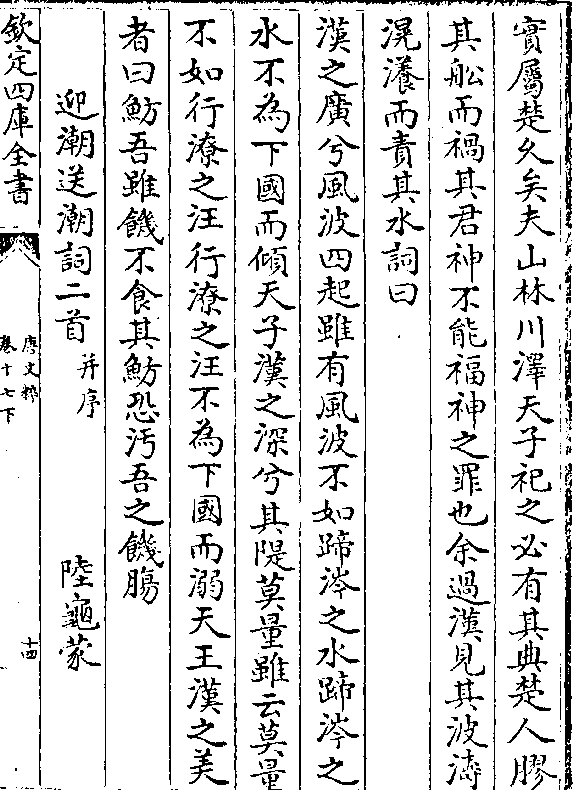 實屬楚久矣夫山林川澤天子祀之必有其典楚人膠
其舩而禍其君神不能福神之罪也余過漢見其波濤
滉瀁而責其水詞曰
漢之廣兮風波四起雖有風波不如蹄涔之水蹄涔之
水不為下國而傾天子漢之深兮其隄莫量雖云莫量
不如行潦之汪行潦之汪不為下國而溺天王漢之美
者曰魴吾雖饑不食其魴恐汚吾之饑膓
迎潮送潮詞二首 并序 陸龜蒙
欽定四庫全書
唐文粹
卷十七下
十四